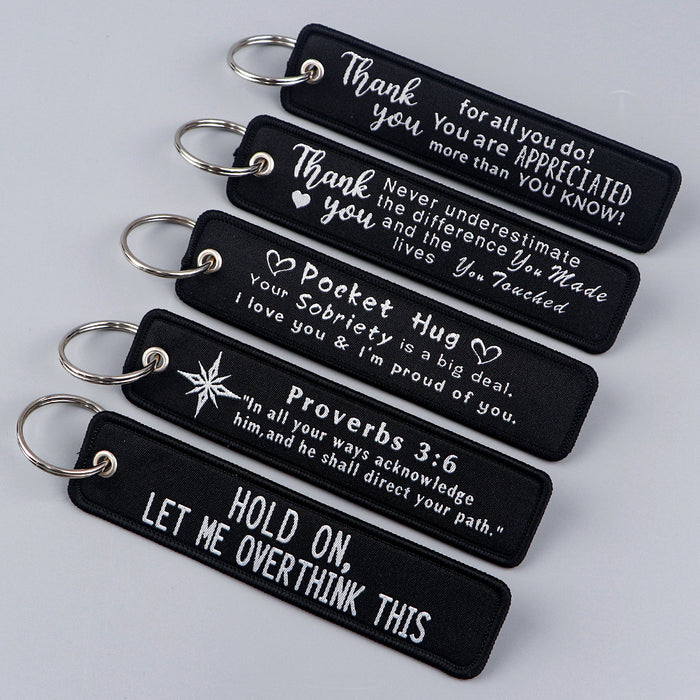 Thank you
for all you do!
You are APPRECIATED
more than YOU KNOW!
Thank
you
Never underestimate
the difference You Made
and the
lives You Touched
Pocket Hug
Your Sobriety is a big deal.
I love you & I'm proud of you.
Proverbs 3:6
"In all your ways acknowledge
him, and he shall direct your path."
HOLD ON,
LET ME OVERTHINK THIS